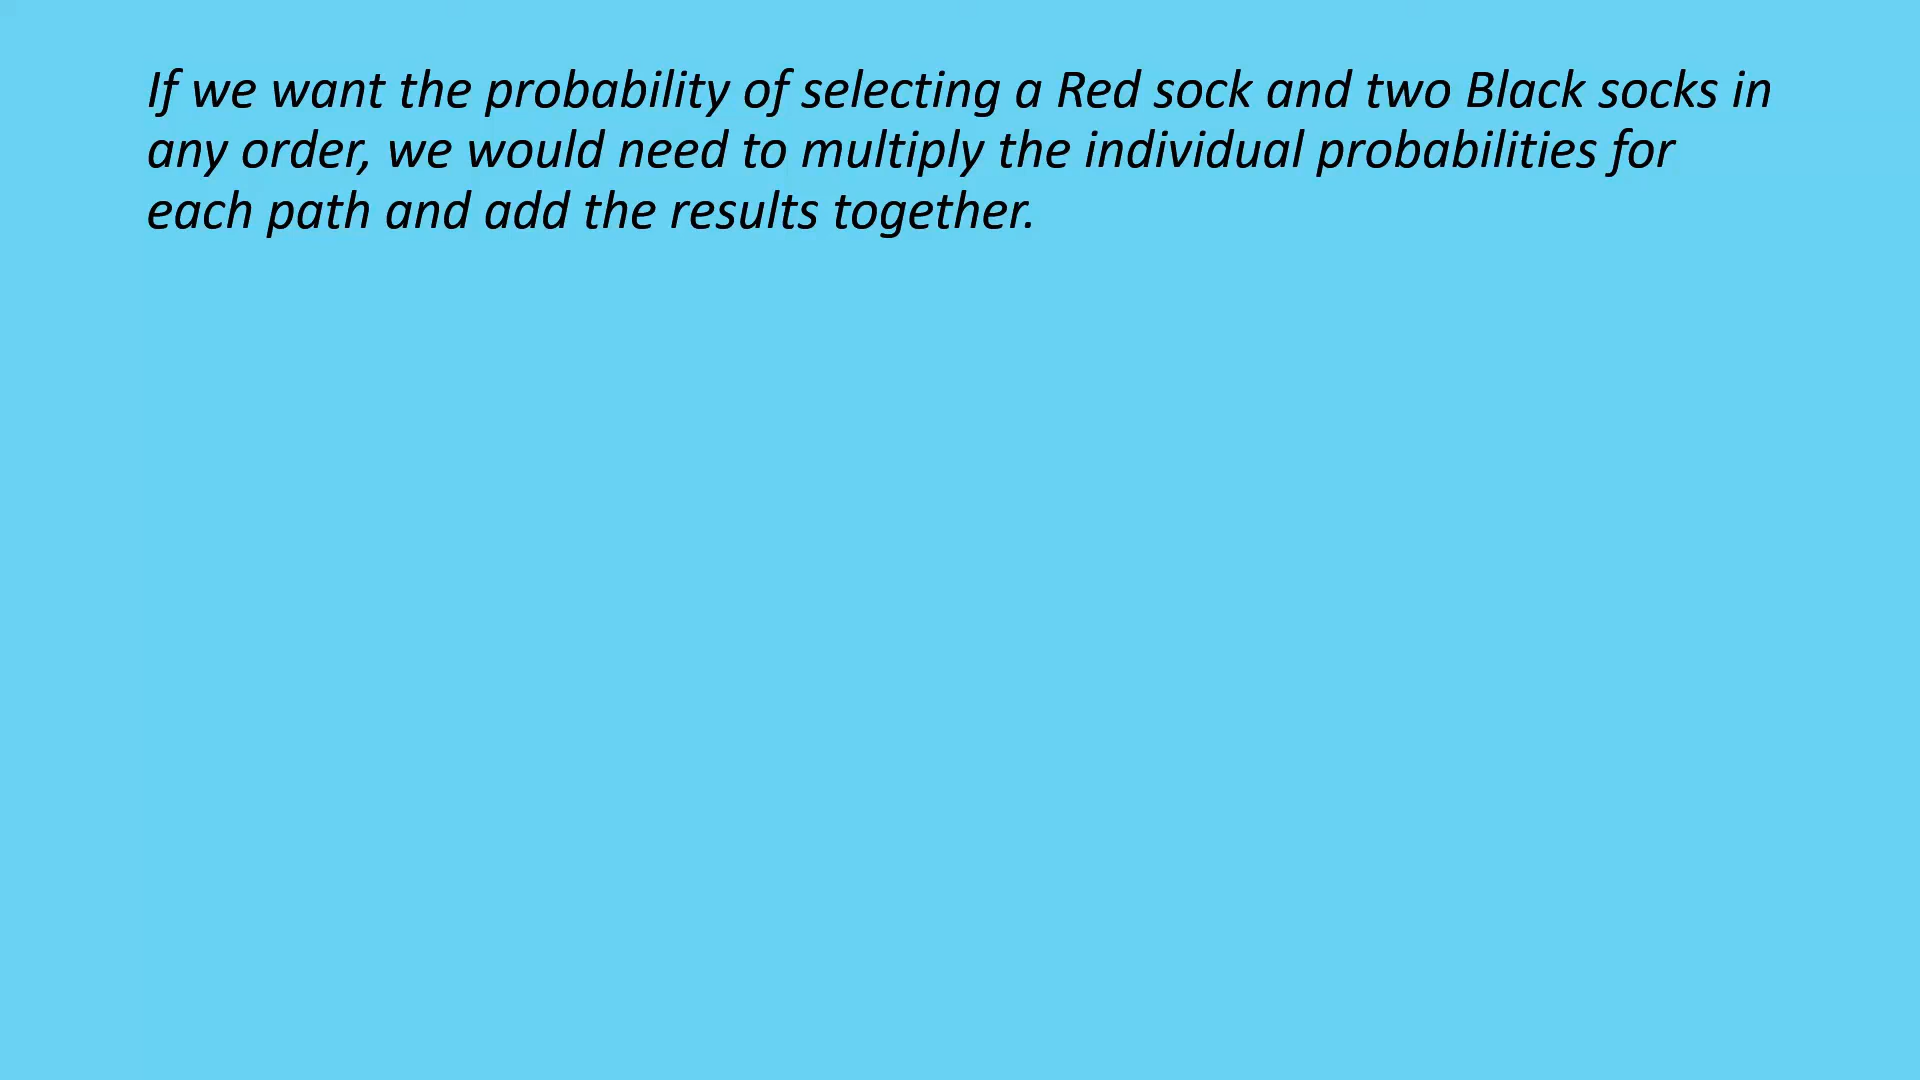 If we want the probability of selecting a Red sock and two Black socks in
any order, we would need to multiply the individual probabilities for
each path and add the results together.